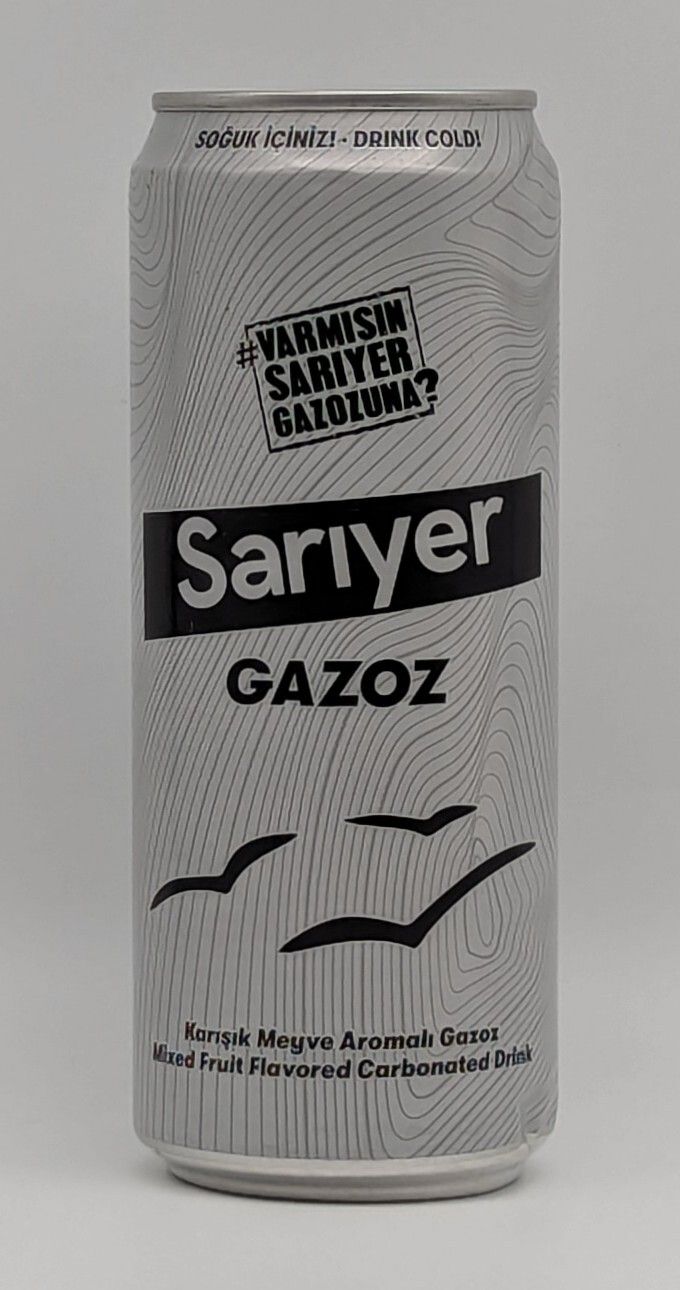 SOĞUK İÇİNİZ! · DRINK COLD!
#VARMISIN
SARIYER
GAZOZUNA?
Sarıyer
GAZOZ
Karışık Meyve Aromalı Gazoz
Mixed Fruit Flavored Carbonated Drink